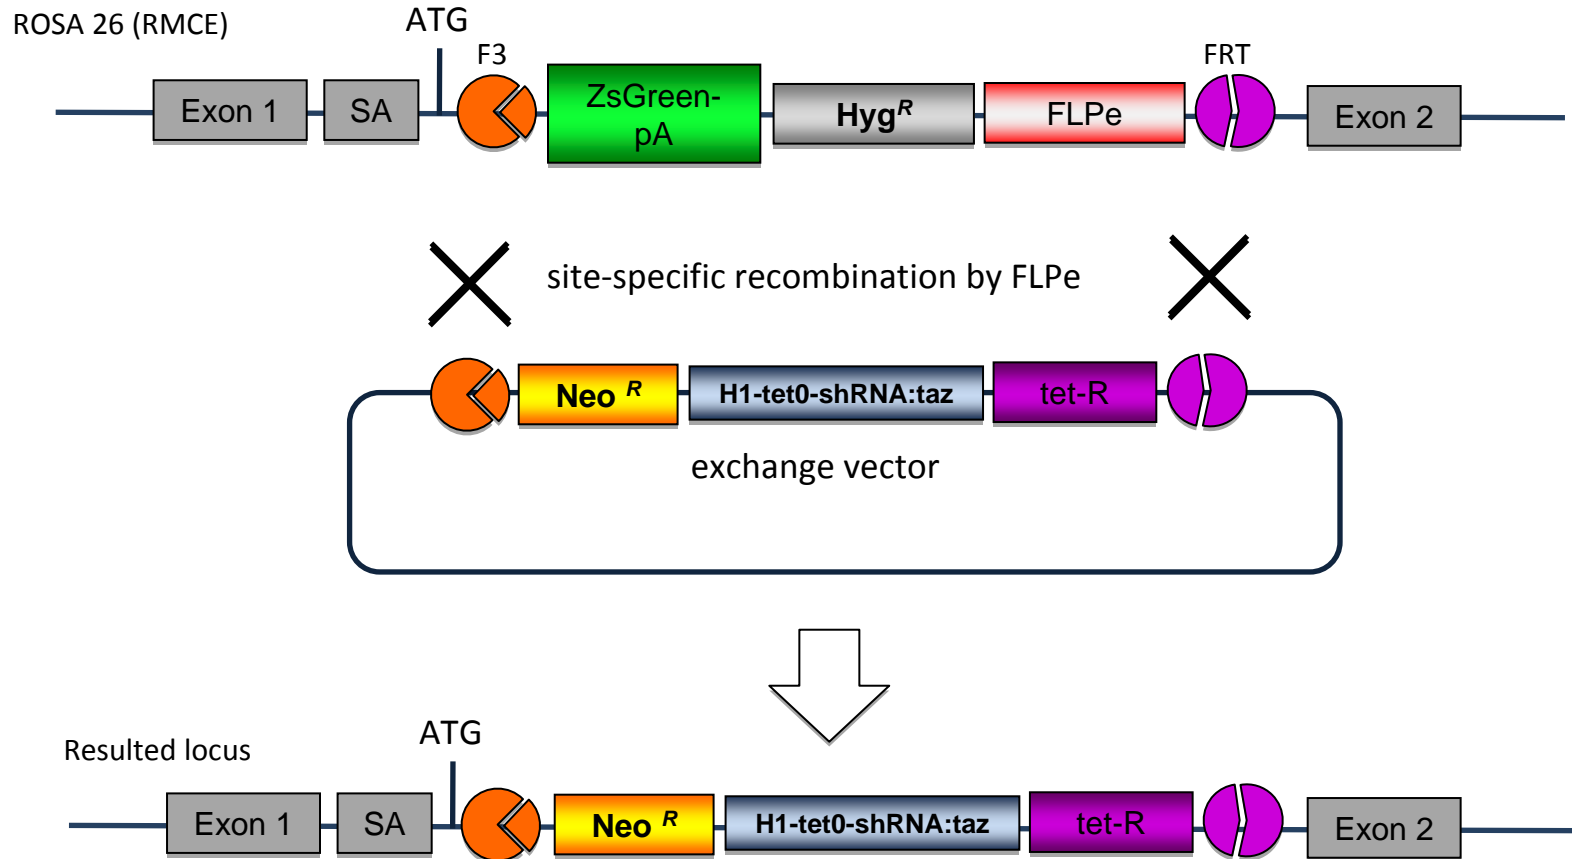 ROSA 26 (RMCE)
ATG
F3
FRT
Exon 1
SA
ZsGreen-
pA
Hyg^R
FLPe
Exon 2
site-specific recombination by FLPe
Neo ^R
H1-tet0-shRNA:taz
tet-R
exchange vector
Resulted locus
ATG
Exon 1
SA
Neo ^R
H1-tet0-shRNA:taz
tet-R
Exon 2